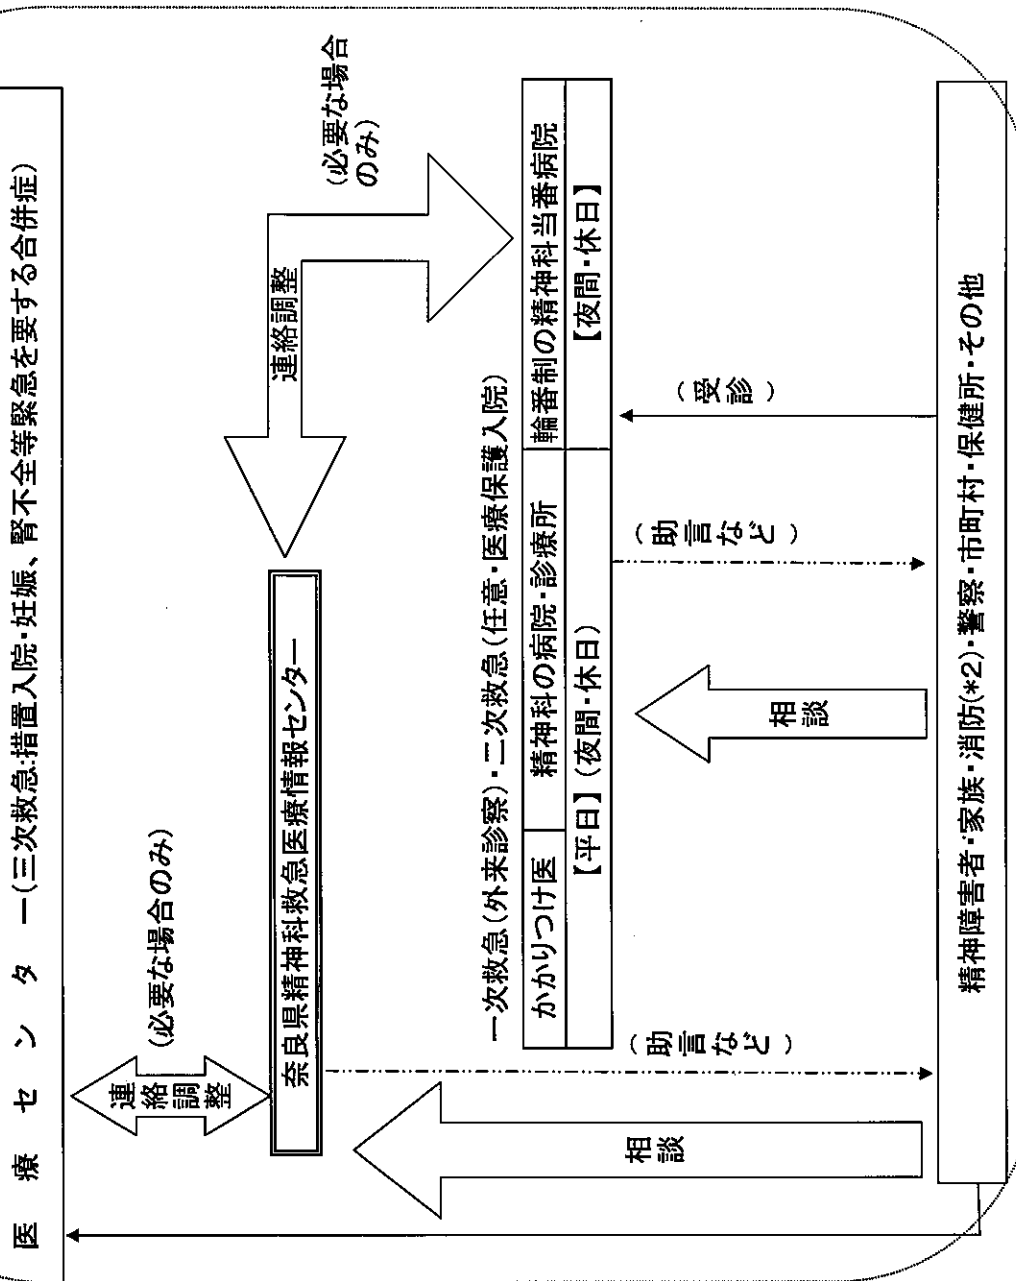 医 療 セ ン タ ー(三次救急:措置入院・妊娠、腎不全等緊急を要する合併症)
連絡
調整
(必要な場合のみ)
奈良県精神科救急医療情報センター
連絡調整
(必要な場合
のみ)
一次救急(外来診察)・二次救急(任意・医療保護入院)
かかりつけ医
精神科の病院・診療所
輪番制の精神科当番病院
【平日】(夜間・休日)
【夜間・休日】
相談
(助言など)
相談
(助言など)
(受診)
精神障害者・家族・消防(*2)・警察・市町村・保健所・その他